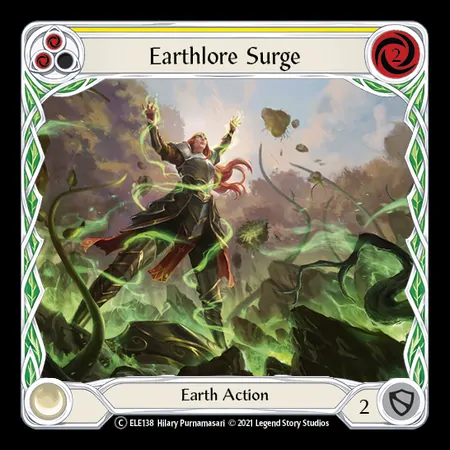 Earthlore Surge
2
Earth Action
2
C ELE138 Hilary Purnamasari © 2021 Legend Story Studios